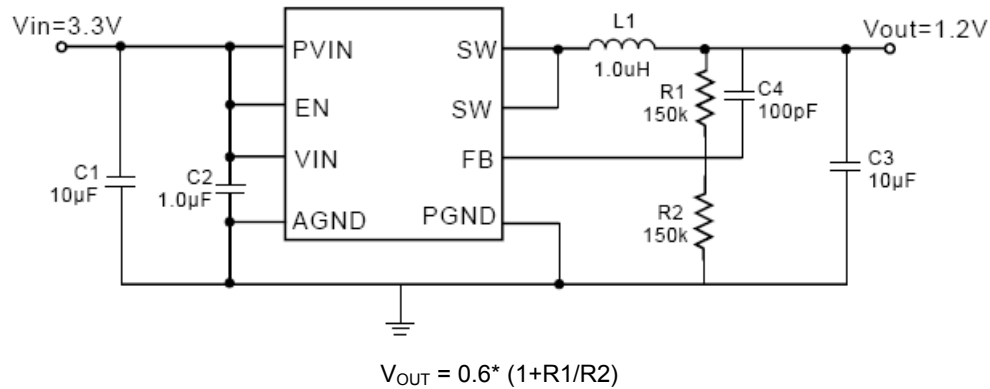 Vin=3.3V
Vout=1.2V
PVIN
EN
VIN
AGND
SW
SW
FB
PGND
L1
1.0uH
R1
150k
C4
100pF
C1
10µF
C2
1.0µF
C3
10µF
R2
150k
VOUT = 0.6* (1+R1/R2)